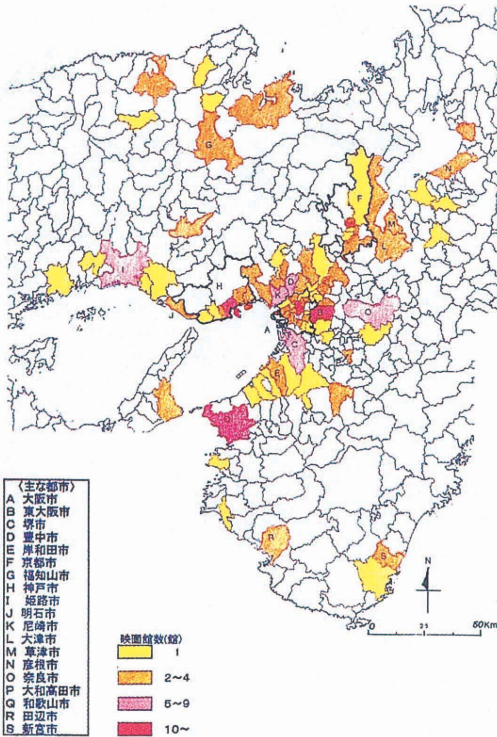 G
F
M
I
H
O
B
A
C
E
R
S
N
〈主な都市〉
A 大阪市
B 東大阪市
C 堺市
D 豊中市
E 岸和田市
F 京都市
G 福知山市
H 神戸市
I 姫路市
J 明石市
K 尼崎市
L 大津市
M 草津市
N 彦根市
O 奈良市
P 大和高田市
Q 和歌山市
R 田辺市
S 新宮市
映画館数(館)
1
2〜4
5〜9
10〜
0 25 50Km